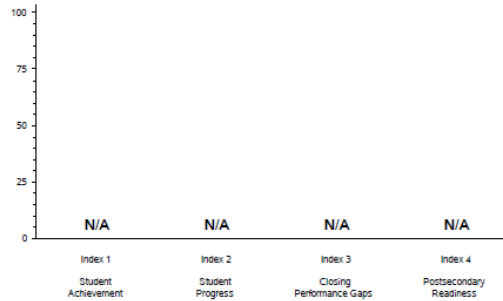 100
75
50
25
0
N/A N/A N/A N/A
Index 1 Index 2 Index 3 Index 4
Student Student Closing Postsecondary
Achievement Progress Performance Gaps Readiness